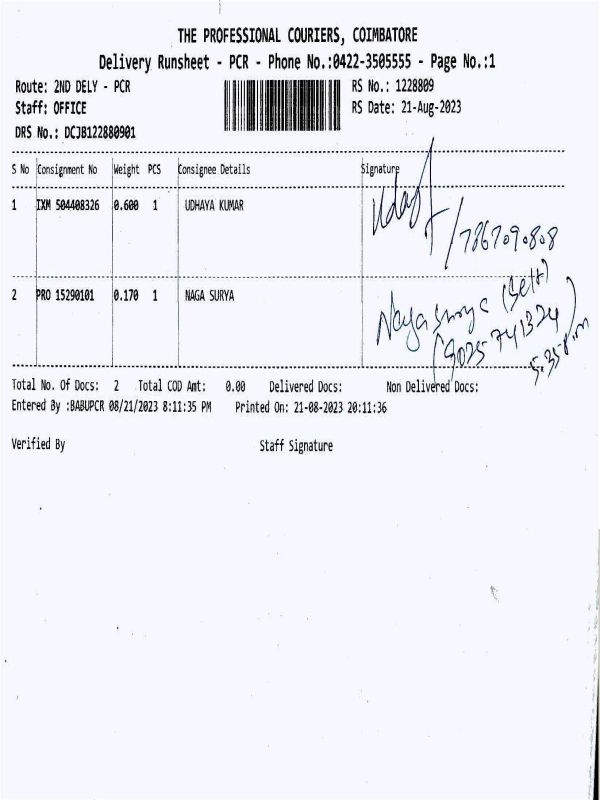 THE PROFESSIONAL COURIERS, COIMBATORE
Delivery Runsheet - PCR - Phone No.:0422-3505555 - Page No.:1
Route: 2ND DELY - PCR
RS No.: 1228809
Staff: OFFICE
RS Date: 21-Aug-2023
DRS No.: DCJB122880901
S No Consignment No Weight PCS Consignee Details Signature
1 IXM 504408326 0.600 1 UDHAYA KUMAR
/7867090808
2 PRO 15290101 0.170 1 NAGA SURYA
Nagasurya (Self)
(9025741324)
5.35 P.m
Total No. Of Docs: 2 Total COD Amt: 0.00 Delivered Docs: Non Delivered Docs:
Entered By :BABUPCR 08/21/2023 8:11:35 PM Printed On: 21-08-2023 20:11:36
Verified By Staff Signature